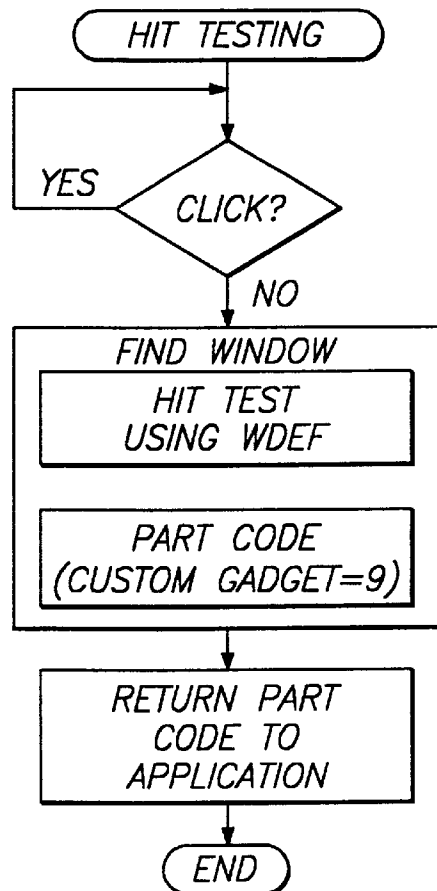 HIT TESTING
YES
CLICK?
NO
FIND WINDOW
HIT TEST
USING WDEF
PART CODE
(CUSTOM GADGET=9)
RETURN PART
CODE TO
APPLICATION
END